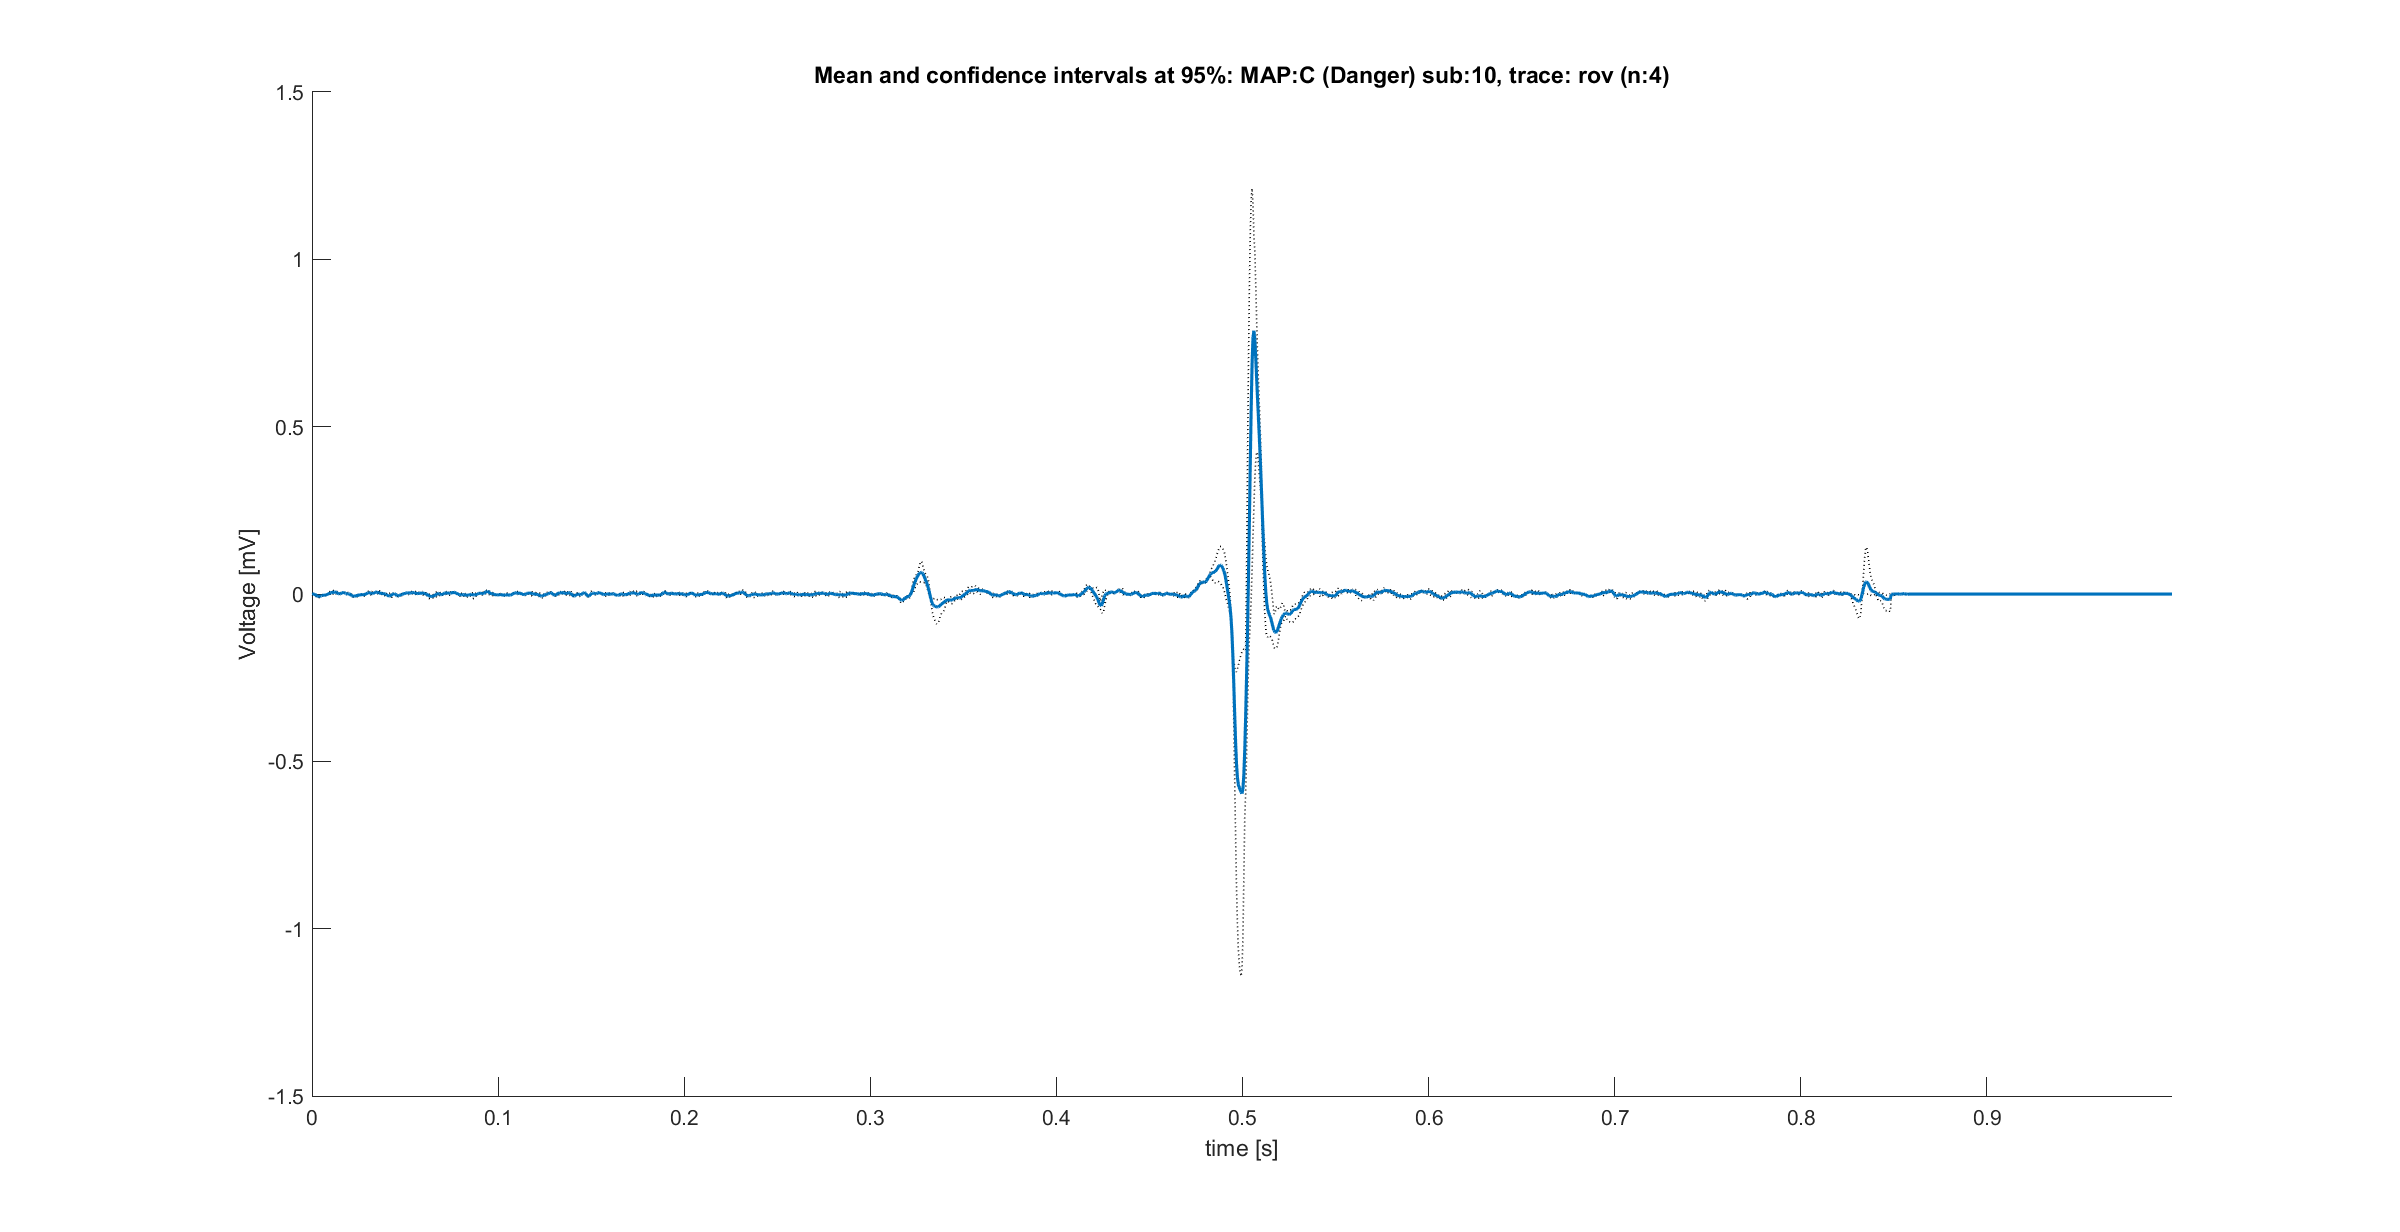 Mean and confidence intervals at 95%: MAP:C (Danger) sub:10, trace: rov (n:4)
1.5
1
0.5
0
-0.5
-1
-1.5
Voltage [mV]
0 0.1 0.2 0.3 0.4 0.5 0.6 0.7 0.8 0.9
time [s]